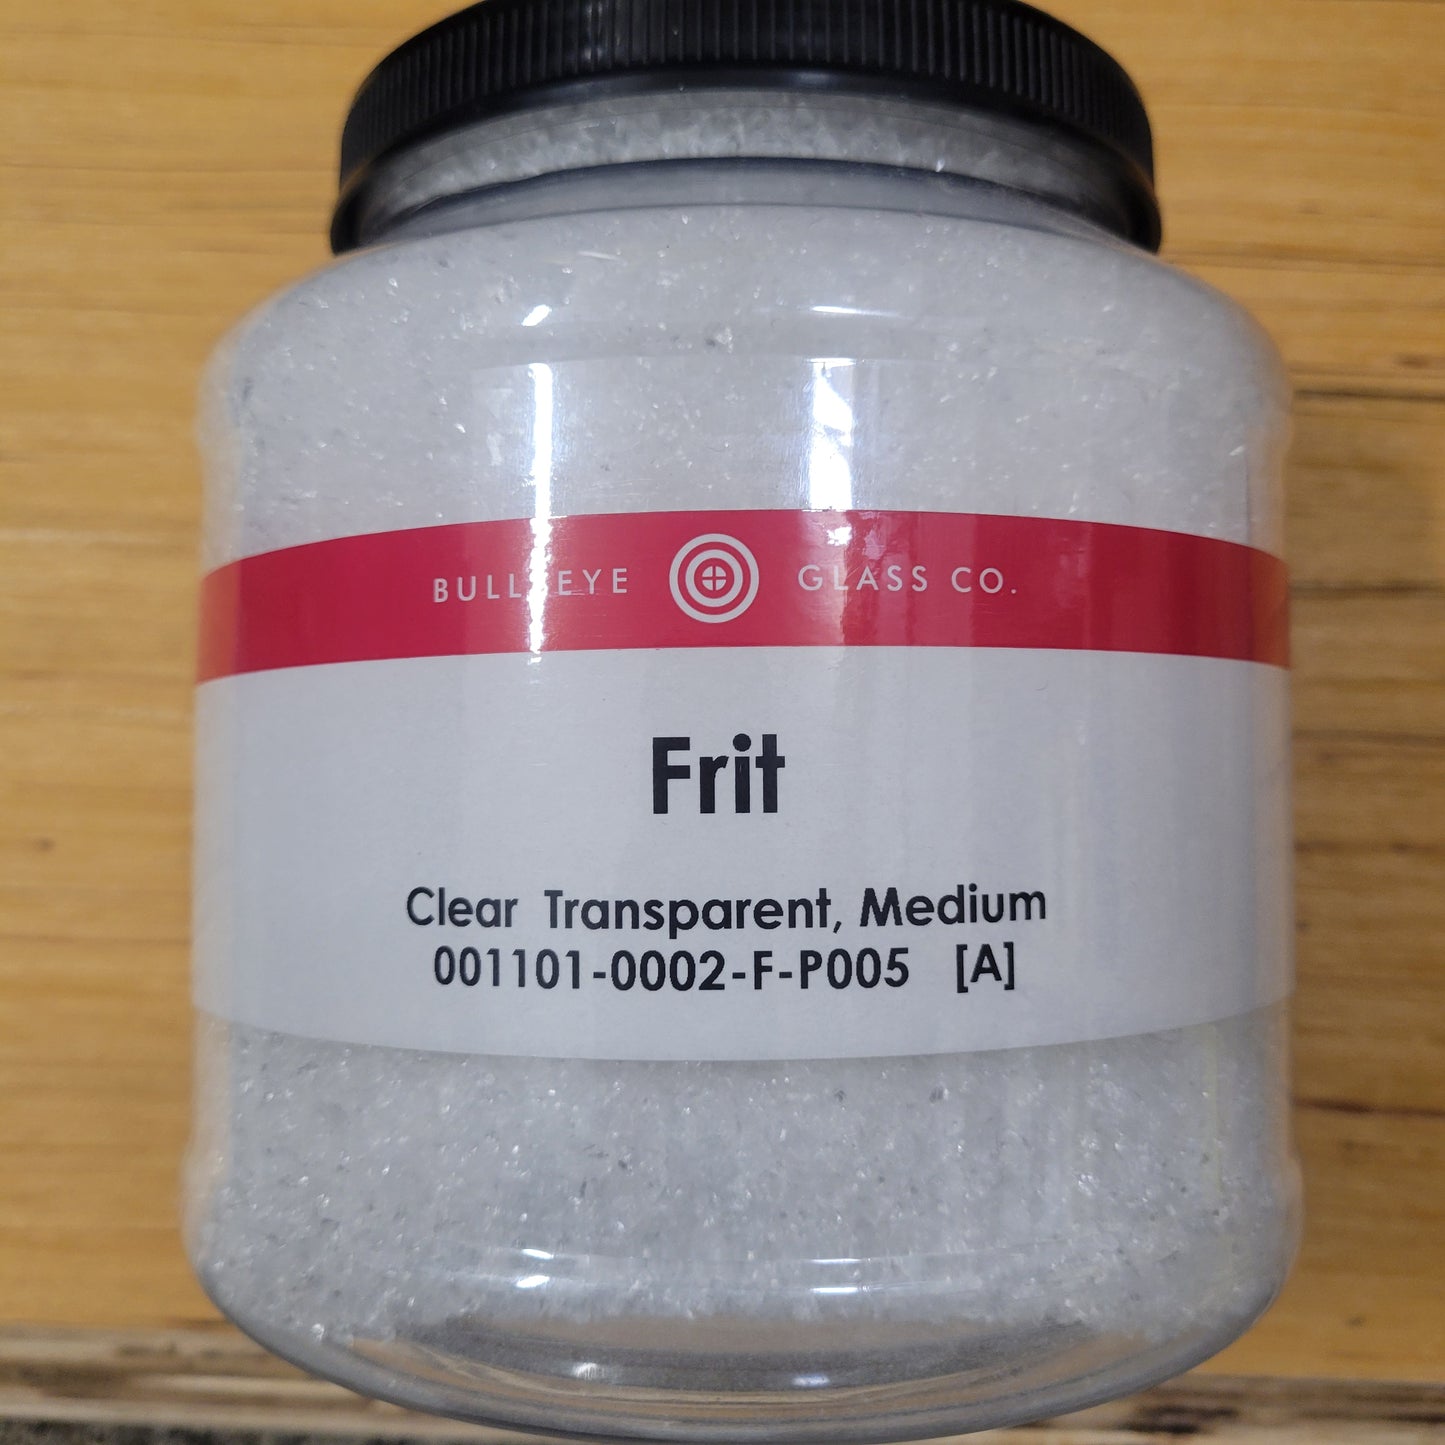 BULLSEYE GLASS CO.
Frit
Clear Transparent, Medium
001101-0002-F-P005 [A]